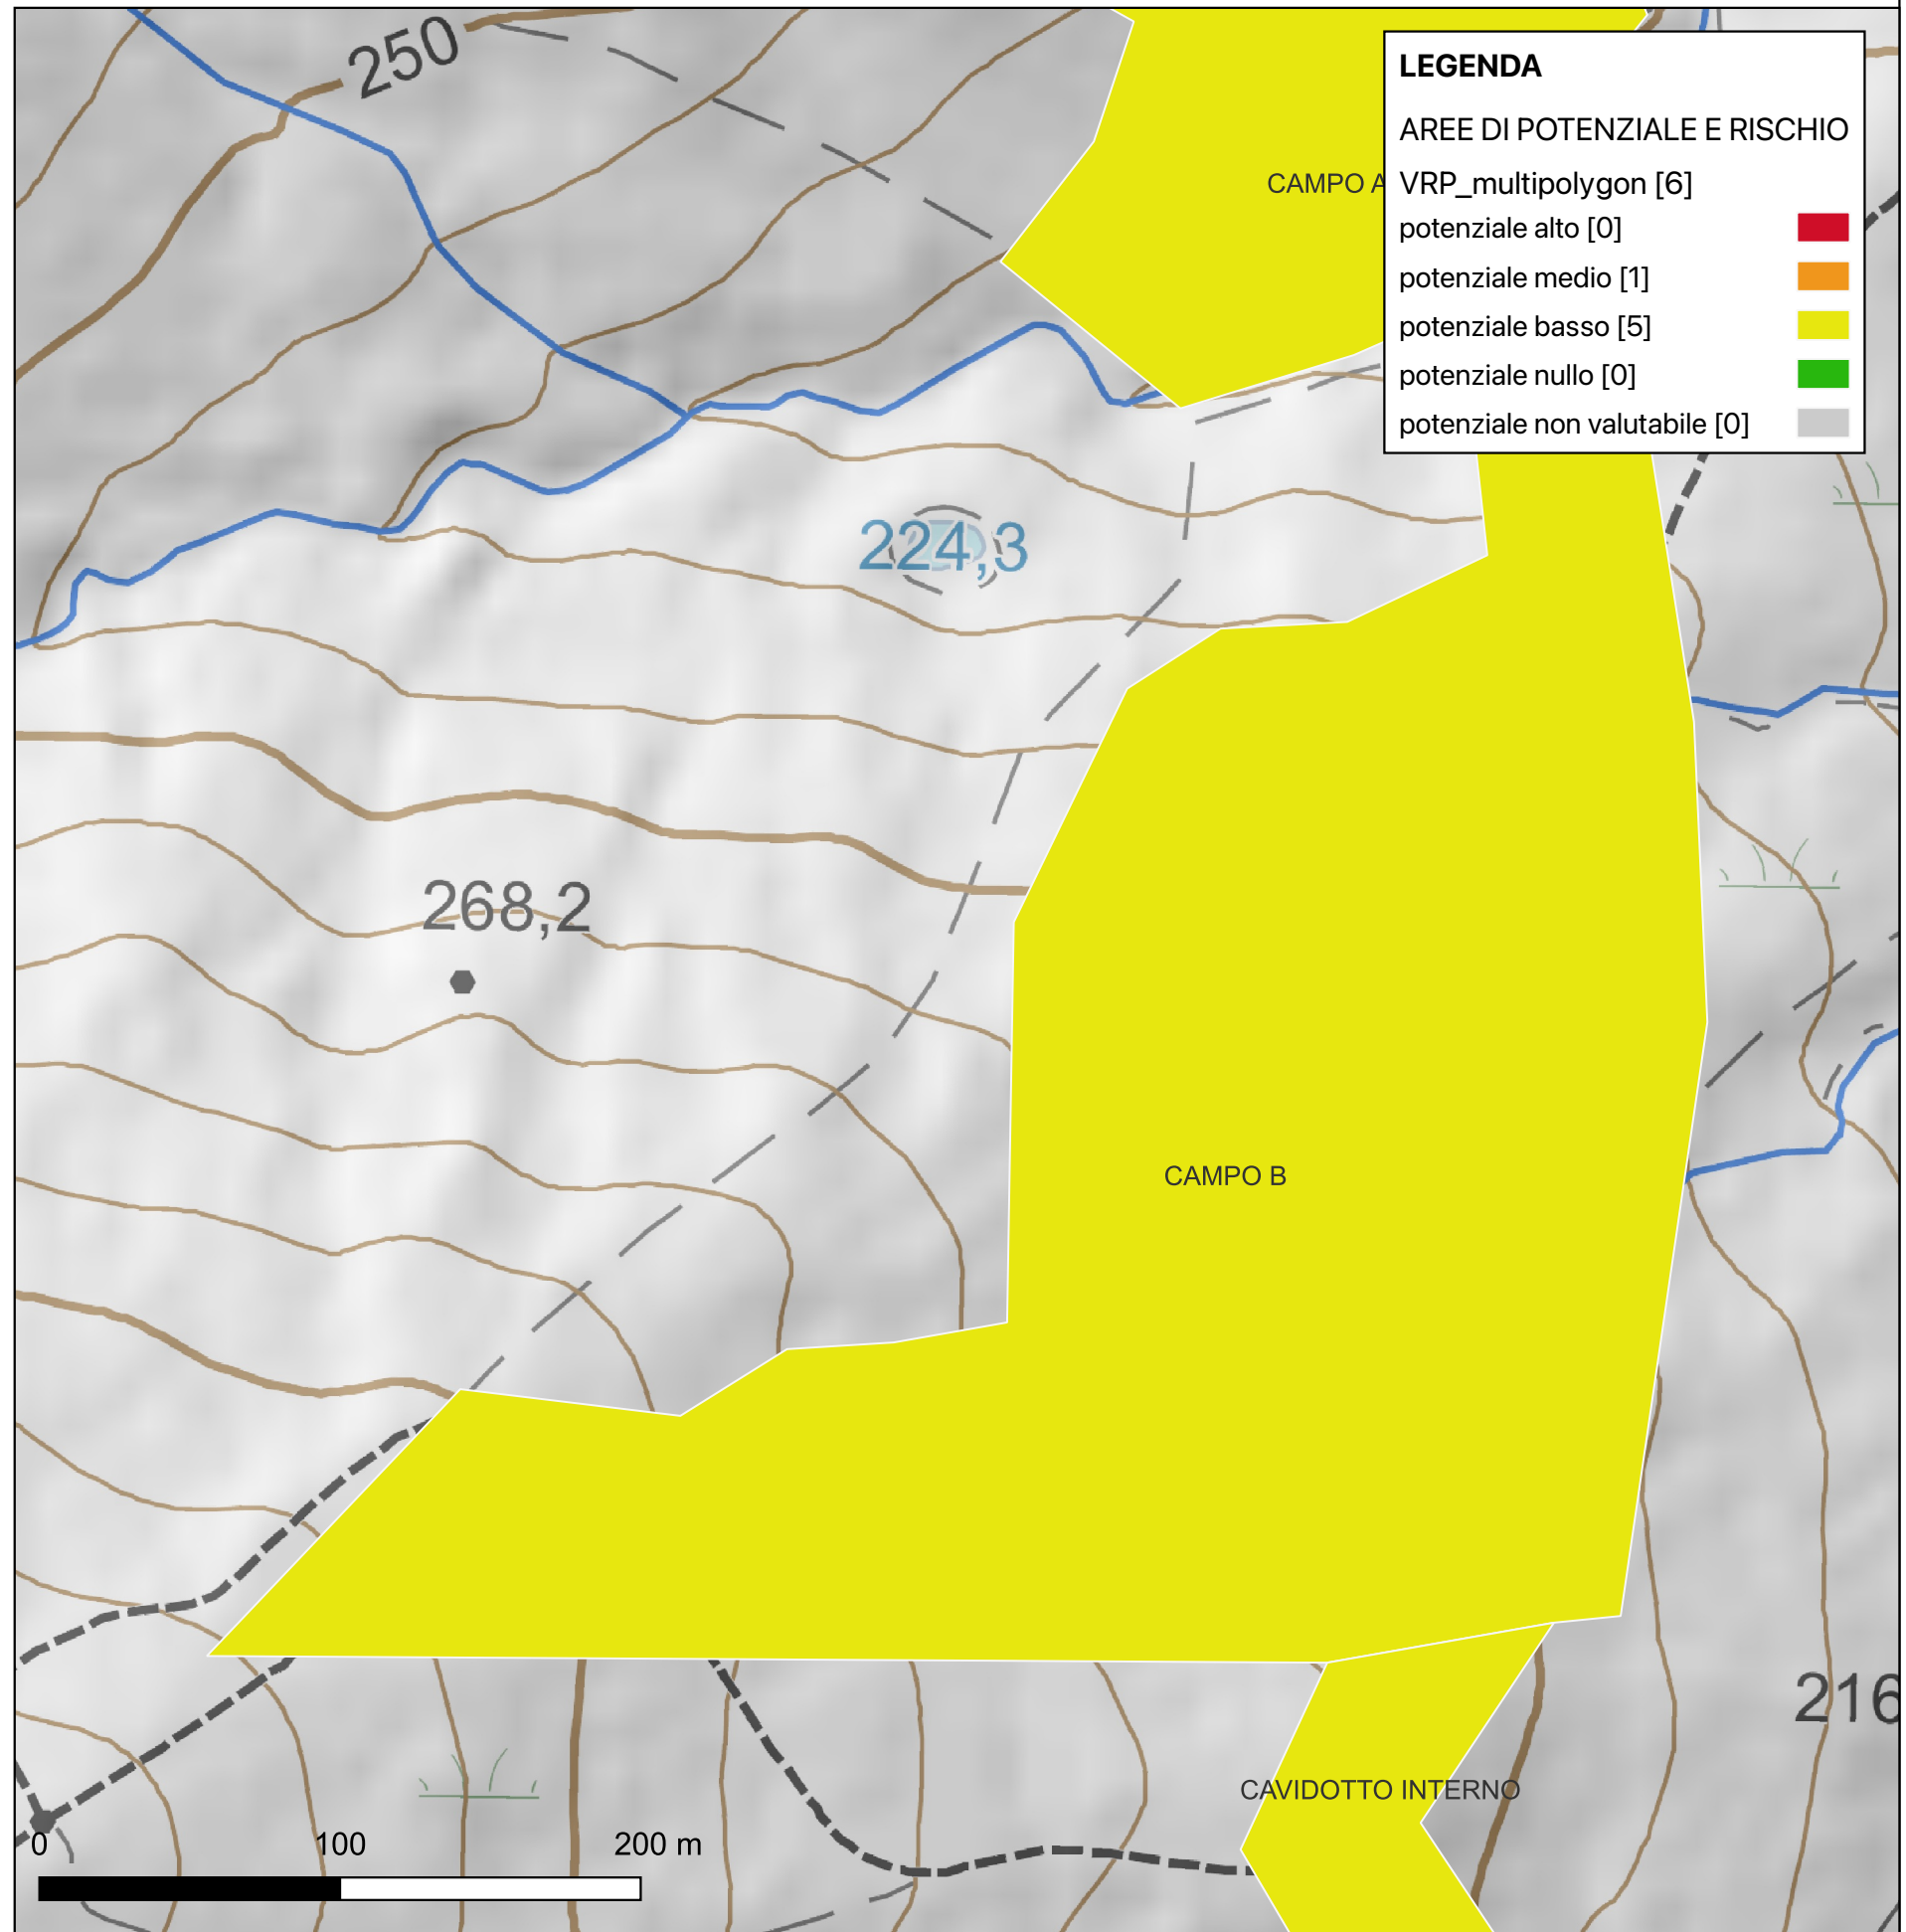 250
LEGENDA
AREE DI POTENZIALE E RISCHIO
CAMPO A
VRP_multipolygon [6]
potenziale alto [0]
potenziale medio [1]
potenziale basso [5]
potenziale nullo [0]
potenziale non valutabile [0]
224,3
268,2
CAMPO B
216
CAVIDOTTO INTERNO
0 100 200 m